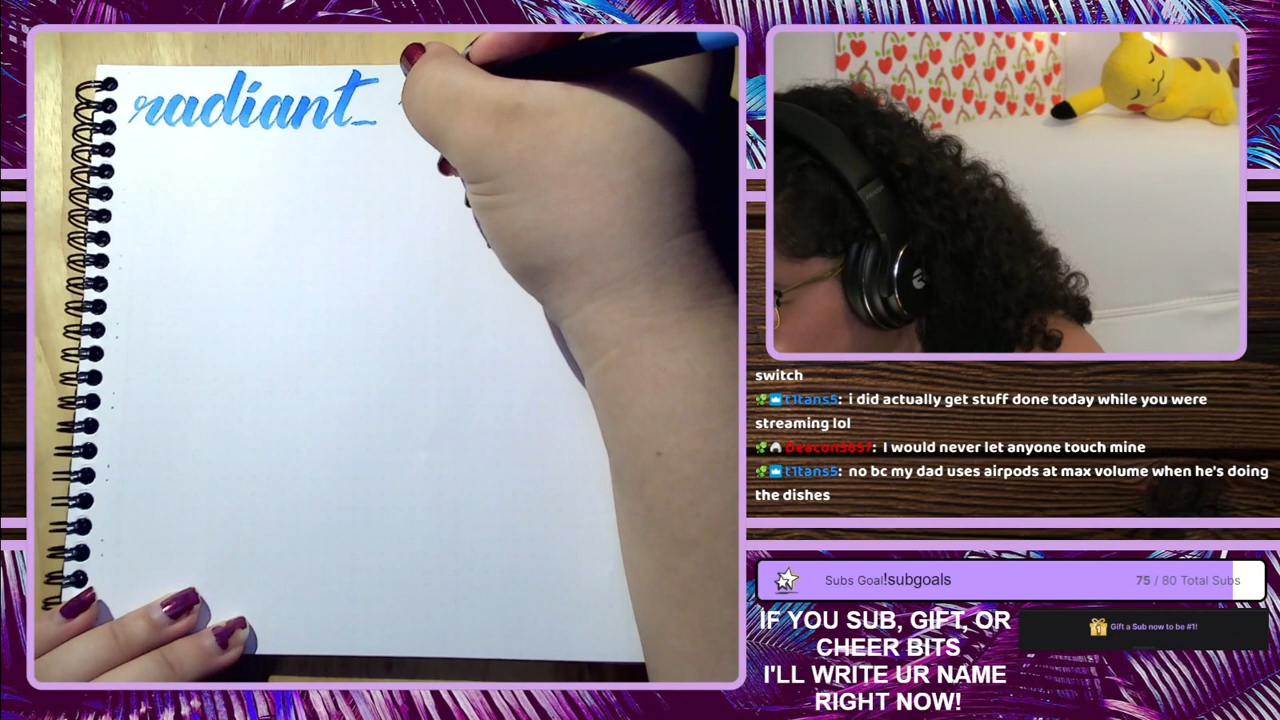 radiant_
switch
t1tans5: i did actually get stuff done today while you were
streaming lol
Deacon5657: I would never let anyone touch mine
t1tans5: no bc my dad uses airpods at max volume when he's doing
the dishes
Subs Goal!subgoals 75 / 80 Total Subs
IF YOU SUB, GIFT, OR
CHEER BITS
I'LL WRITE UR NAME
RIGHT NOW!
1 Gift a Sub now to be #1!